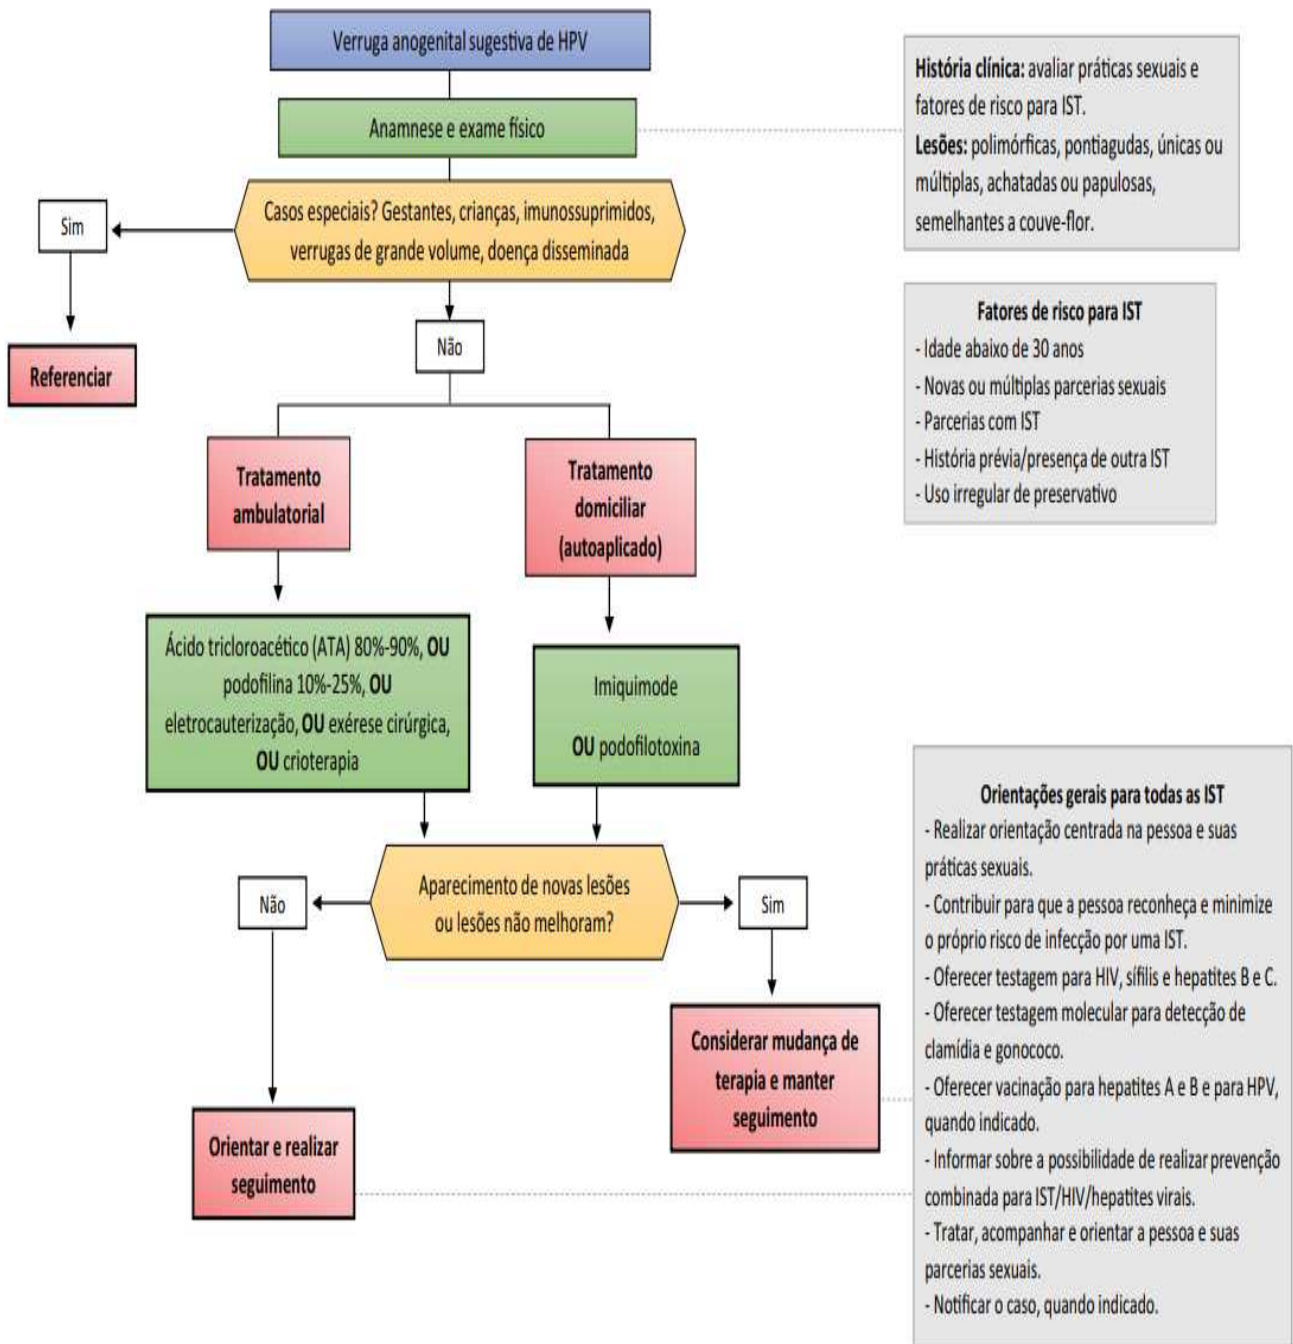 Verruga anogenital sugestiva de HPV
Anamnese e exame físico
História clínica: avaliar práticas sexuais e
fatores de risco para IST.
Lesões: polimórficas, pontiagudas, únicas ou
múltiplas, achatadas ou papulosas,
semelhantes a couve-flor.
Casos especiais? Gestantes, crianças, imunossuprimidos,
verrugas de grande volume, doença disseminada
Sim
Referenciar
Não
Fatores de risco para IST
- Idade abaixo de 30 anos
- Novas ou múltiplas parcerias sexuais
- Parcerias com IST
- História prévia/presença de outra IST
- Uso irregular de preservativo
Tratamento
ambulatorial
Tratamento
domiciliar
(autoaplicado)
Ácido tricloroacético (ATA) 80%-90%, OU
podofilina 10%-25%, OU
eletrocauterização, OU exérese cirúrgica,
OU crioterapia
Imiquimode
OU podofilotoxina
Aparecimento de novas lesões
ou lesões não melhoram?
Não
Sim
Orientar e realizar
seguimento
Considerar mudança de
terapia e manter
seguimento
Orientações gerais para todas as IST
- Realizar orientação centrada na pessoa e suas
práticas sexuais.
- Contribuir para que a pessoa reconheça e minimize
o próprio risco de infecção por uma IST.
- Oferecer testagem para HIV, sífilis e hepatites B e C.
- Oferecer testagem molecular para detecção de
clamídia e gonococo.
- Oferecer vacinação para hepatites A e B e para HPV,
quando indicado.
- Informar sobre a possibilidade de realizar prevenção
combinada para IST/HIV/hepatites virais.
- Tratar, acompanhar e orientar a pessoa e suas
parcerias sexuais.
- Notificar o caso, quando indicado.